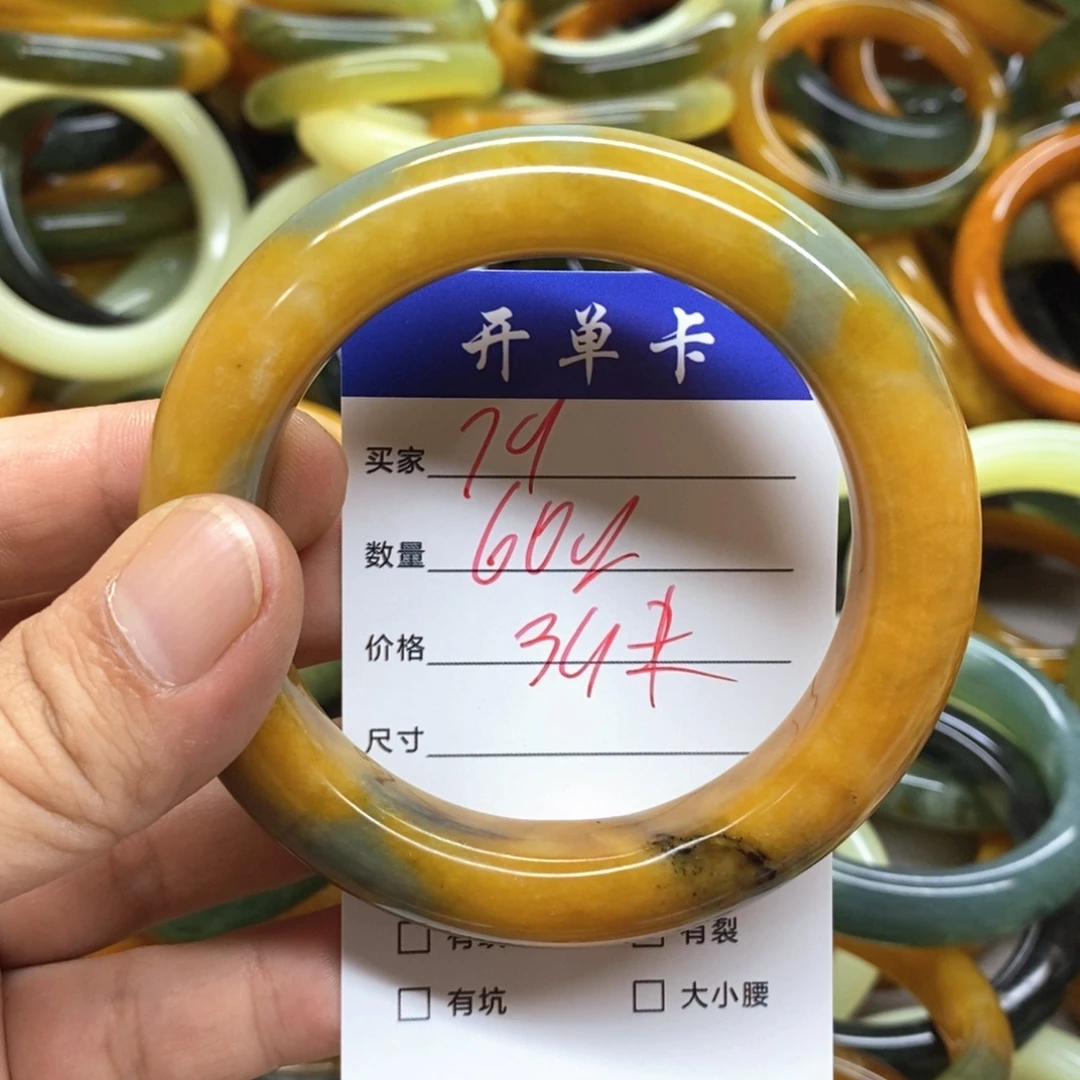 开单卡
买家 79
数量 60
价格 34
尺寸
有裂
有坑 大小腰